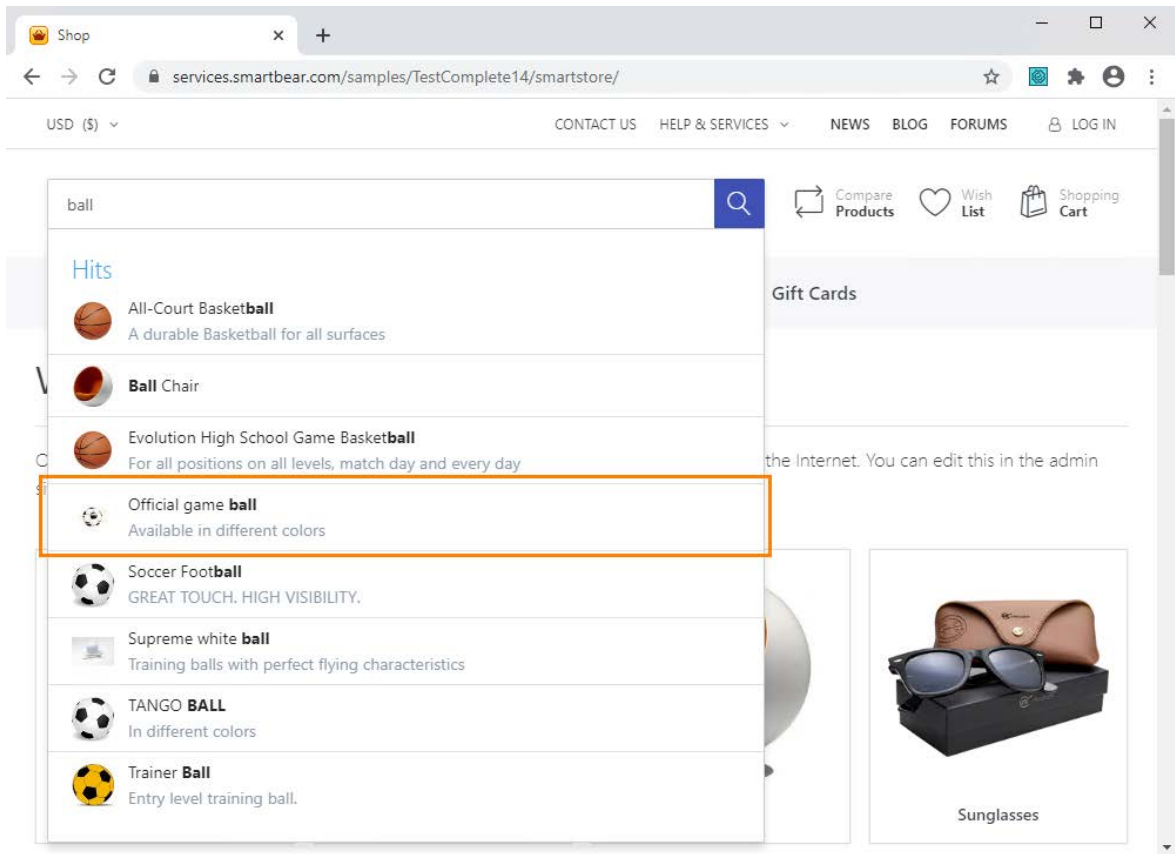 Shop
services.smartbear.com/samples/TestComplete14/smartstore/
USD ($)
CONTACT US HELP & SERVICES NEWS BLOG FORUMS LOG IN
ball
Compare Products
Wish List
Shopping Cart
Hits
Gift Cards
All-Court Basketball
A durable Basketball for all surfaces
Ball Chair
Evolution High School Game Basketball
For all positions on all levels, match day and every day
the Internet. You can edit this in the admin
Official game ball
Available in different colors
Soccer Football
GREAT TOUCH. HIGH VISIBILITY.
Supreme white ball
Training balls with perfect flying characteristics
TANGO BALL
In different colors
Trainer Ball
Entry level training ball.
Sunglasses